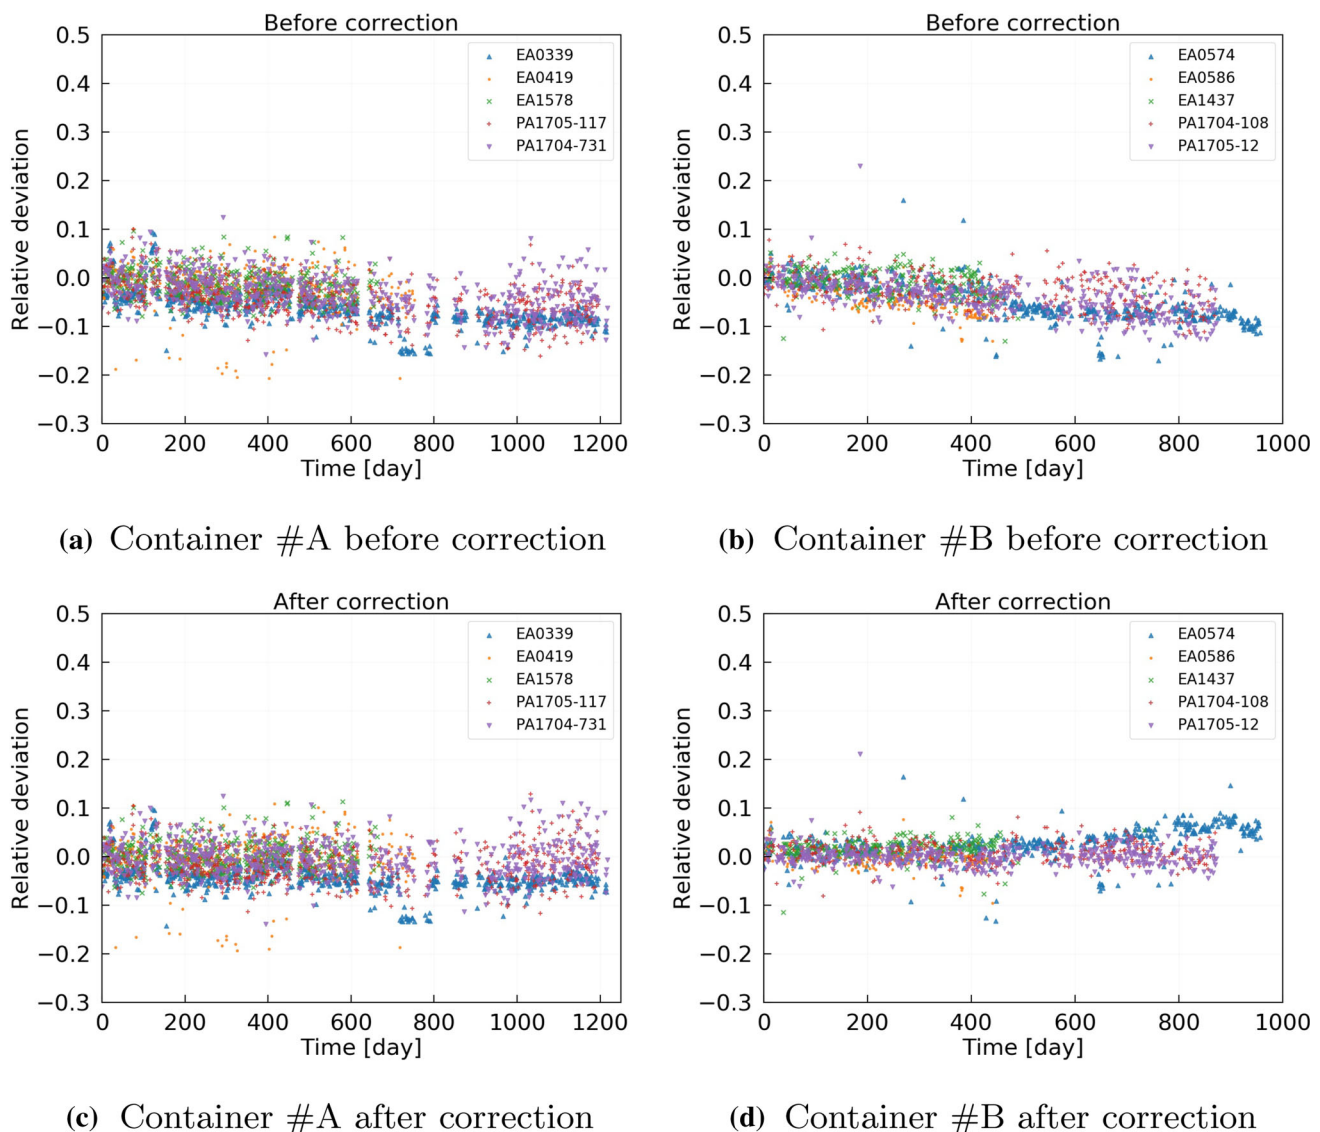 Before correction
Before correction
0.5
0.4
0.3
0.2
0.1
0.0
−0.1
−0.2
−0.3
Relative deviation
EA0339
EA0419
EA1578
PA1705-117
PA1704-731
0 200 400 600 800 1000 1200
Time [day]
0.5
0.4
0.3
0.2
0.1
0.0
−0.1
−0.2
−0.3
Relative deviation
EA0574
EA0586
EA1437
PA1704-108
PA1705-12
0 200 400 600 800 1000
Time [day]
(a) Container #A before correction
(b) Container #B before correction
After correction
After correction
0.5
0.4
0.3
0.2
0.1
0.0
−0.1
−0.2
−0.3
Relative deviation
EA0339
EA0419
EA1578
PA1705-117
PA1704-731
0 200 400 600 800 1000 1200
Time [day]
0.5
0.4
0.3
0.2
0.1
0.0
−0.1
−0.2
−0.3
Relative deviation
EA0574
EA0586
EA1437
PA1704-108
PA1705-12
0 200 400 600 800 1000
Time [day]
(c) Container #A after correction
(d) Container #B after correction